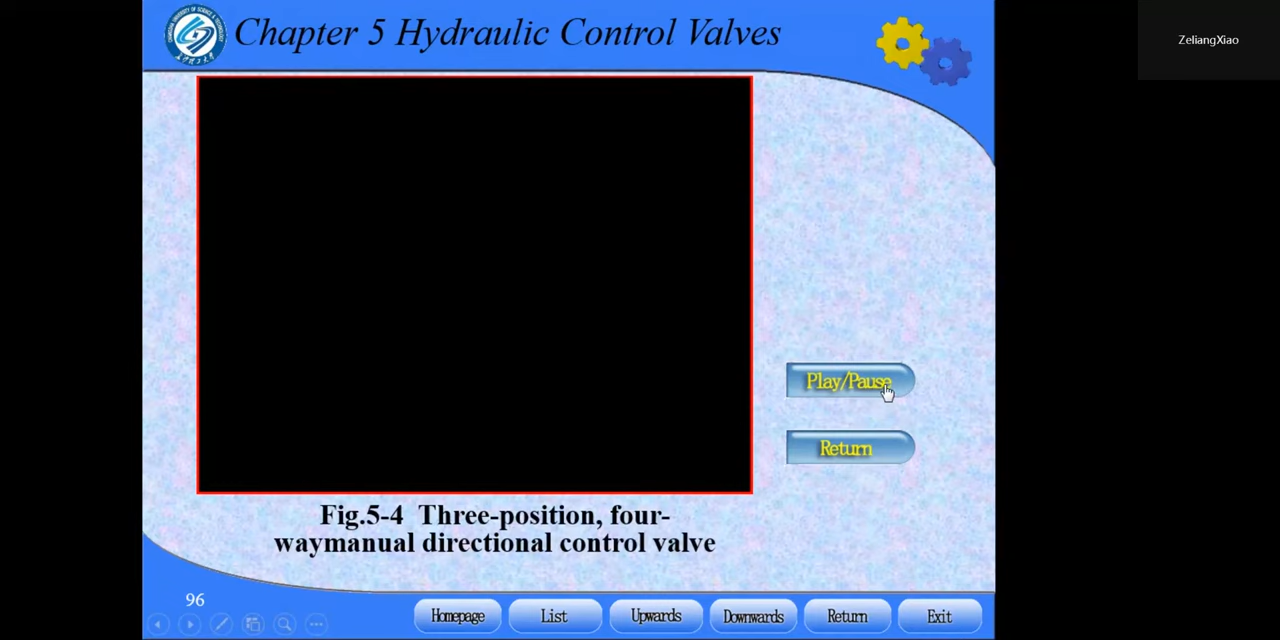 Chapter 5 Hydraulic Control Valves
ZeliangXiao
Play/Pause
Return
Fig.5-4 Three-position, four-
waymanual directional control valve
96
Homepage
List
Upwards
Downwards
Return
Exit